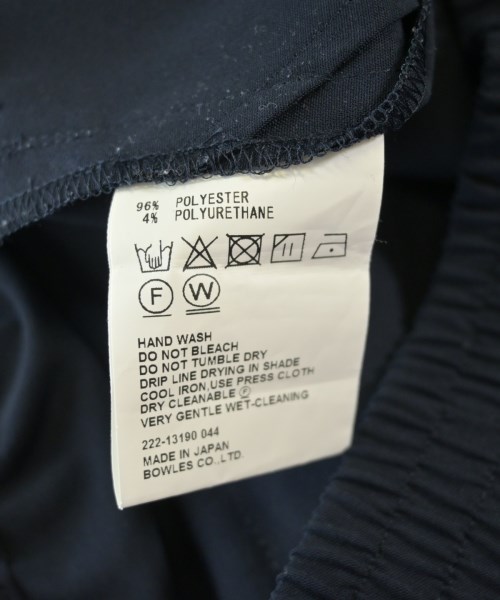 96% POLYESTER
4% POLYURETHANE
F W
HAND WASH
DO NOT BLEACH
DO NOT TUMBLE DRY
DRIP LINE DRYING IN SHADE
COOL IRON,USE PRESS CLOTH
DRY CLEANABLE Ⓕ
VERY GENTLE WET-CLEANING
222-13190 044
MADE IN JAPAN
BOWLES CO.,LTD.